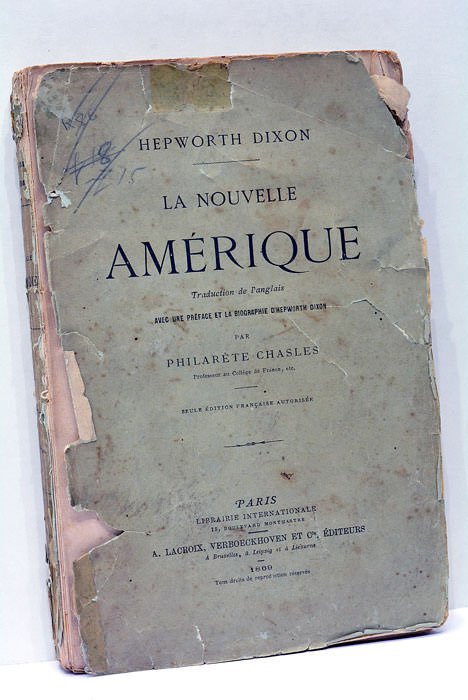 HEPWORTH DIXON
LA NOUVELLE
AMÉRIQUE
Traduction de l'anglais
AVEC UNE PRÉFACE ET LA BIOGRAPHIE D'HEPWORTH DIXON
PAR
PHILARÈTE CHASLES
Professeur au Collège de France, etc.
SEULE ÉDITION FRANÇAISE AUTORISÉE
PARIS
LIBRAIRIE INTERNATIONALE
15, BOULEVARD MONTMARTRE
A. LACROIX, VERBOECKHOVEN ET Cie, ÉDITEURS
A Bruxelles, à Leipzig et à Livourne
1869
Tous droits de reproduction réservés